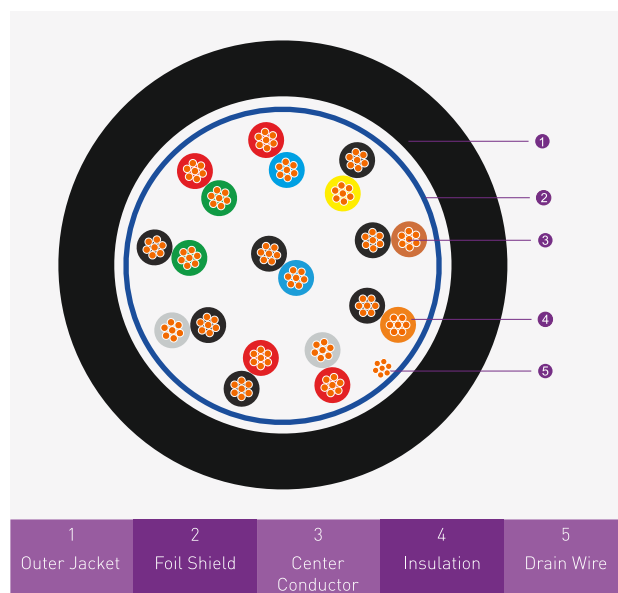 1
2
3
4
5
1
Outer Jacket
2
Foil Shield
3
Center
Conductor
4
Insulation
5
Drain Wire